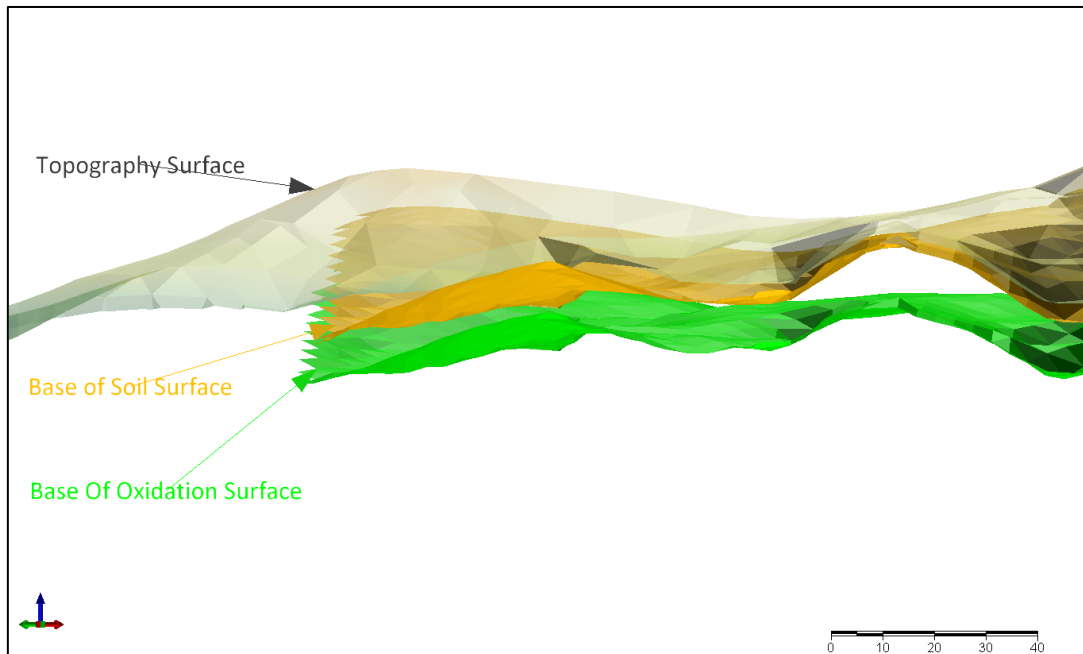 Topography Surface
Base of Soil Surface
Base Of Oxidation Surface
0 10 20 30 40